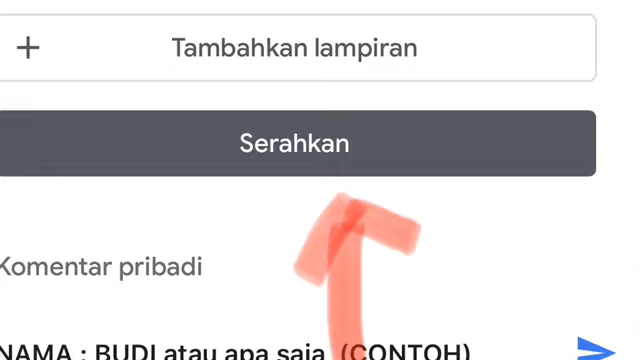 + Tambahkan lampiran
Serahkan
Komentar pribadi
NAMA : BUDI atau apa saja (CONTOH)